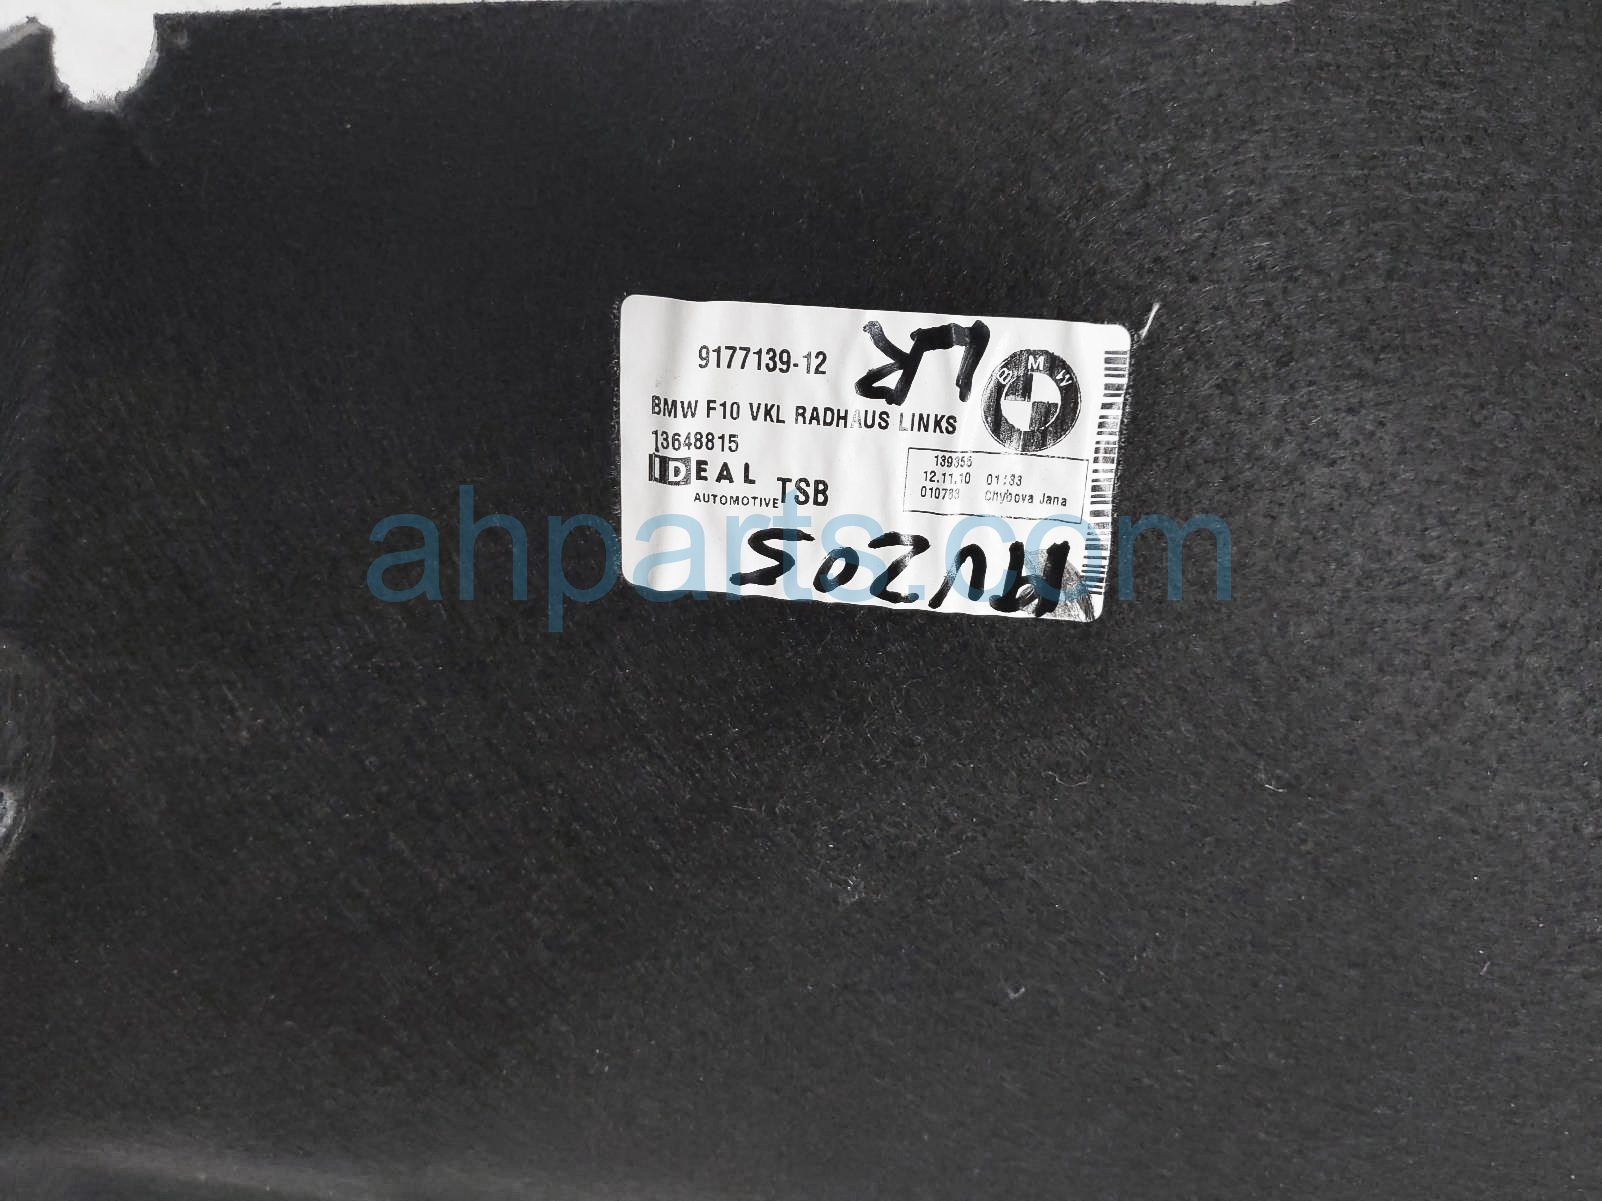 9177139-12
LR
B M W
BMW F10 VKL RADHAUS LINKS
13648815
IDEAL
AUTOMOTIVE TSB
139355
12.11.10 01:33
010733 Chybova Jana
205
ahparts.com